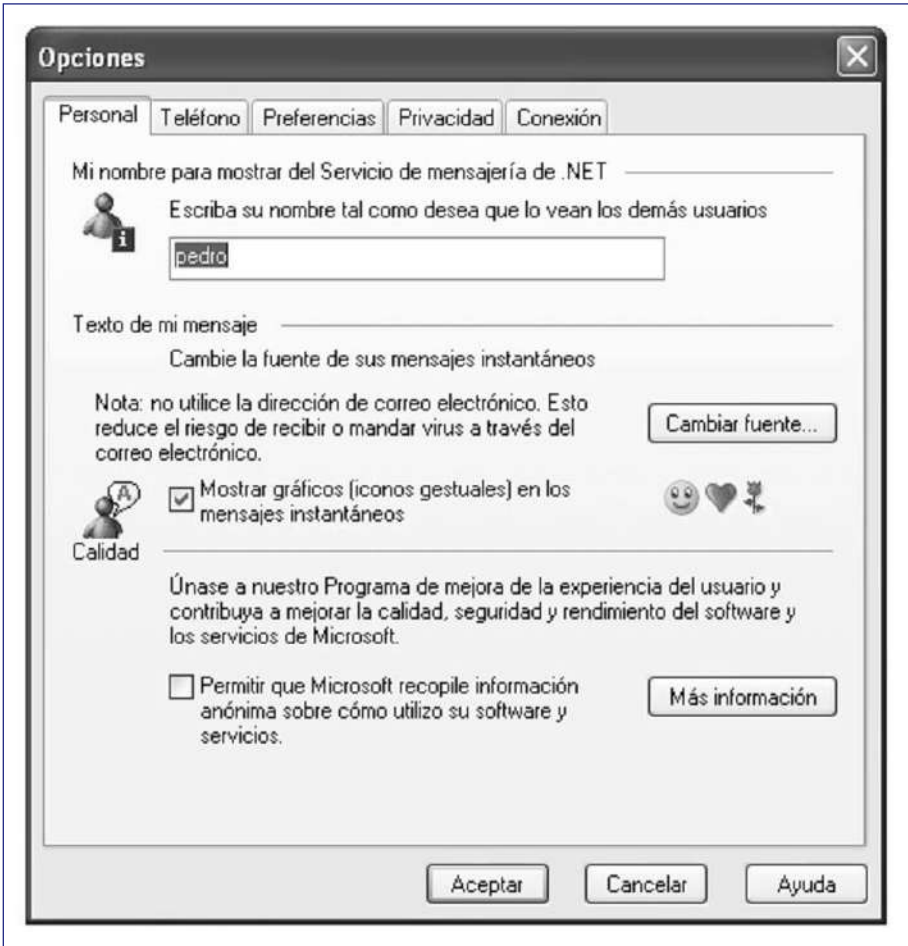 Opciones
Personal Teléfono Preferencias Privacidad Conexión
Mi nombre para mostrar del Servicio de mensajería de .NET
Escriba su nombre tal como desea que lo vean los demás usuarios
pedro
Texto de mi mensaje
Cambie la fuente de sus mensajes instantáneos
Nota: no utilice la dirección de correo electrónico. Esto
reduce el riesgo de recibir o mandar virus a través del
correo electrónico.
Cambiar fuente...
Mostrar gráficos (iconos gestuales) en los
mensajes instantáneos
Calidad
Únase a nuestro Programa de mejora de la experiencia del usuario y
contribuya a mejorar la calidad, seguridad y rendimiento del software y
los servicios de Microsoft.
Permitir que Microsoft recopile información
anónima sobre cómo utilizo su software y
servicios.
Más información
Aceptar Cancelar Ayuda